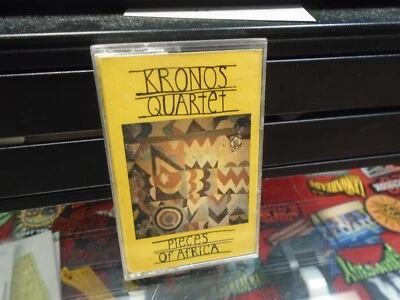 KRONOS
QUARTET
PIECES
OF AFRICA